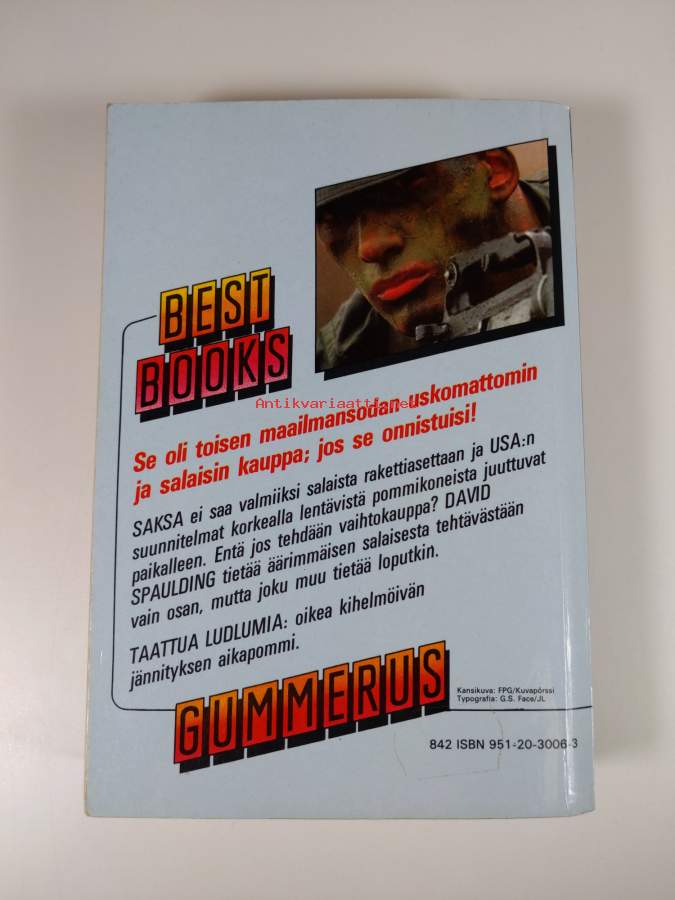 BEST
BOOKS
Antikvariaatti.net
Se oli toisen maailmansodan uskomattomin
ja salaisin kauppa; jos se onnistuisi!
SAKSA ei saa valmiiksi salaista rakettiasettaan ja USA:n
suunnitelmat korkealla lentävistä pommikoneista juuttuvat
paikalleen. Entä jos tehdään vaihtokauppa? DAVID
SPAULDING tietää äärimmäisen salaisesta tehtävästään
vain osan, mutta joku muu tietää loputkin.
TAATTUA LUDLUMIA: oikea kihelmöivän
jännityksen aikapommi.
GUMMERUS
Kansikuva: FPG/Kuvapörssi
Typografia: G.S. Face/JL
842 ISBN 951-20-3006-3